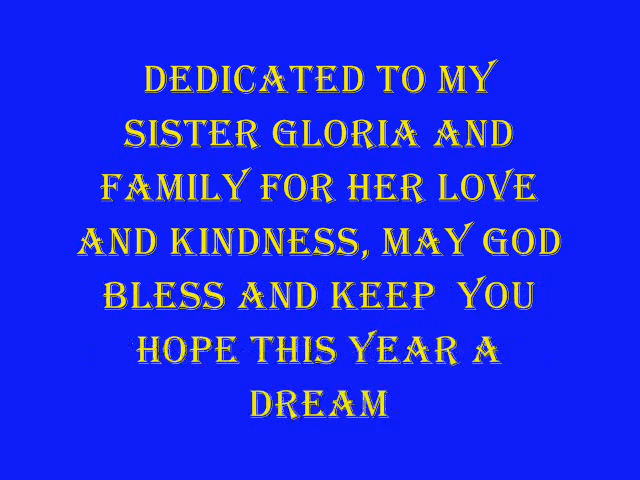 DEDICATED TO MY
SISTER GLORIA AND
FAMILY FOR HER LOVE
AND KINDNESS, MAY GOD
BLESS AND KEEP  YOU
HOPE THIS YEAR A
DREAM